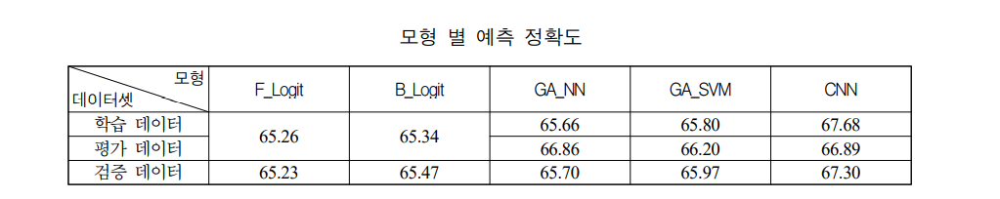 모형 별 예측 정확도
모형
데이터셋 F_Logit B_Logit GA_NN GA_SVM CNN
학습 데이터 65.26 65.34 65.66 65.80 67.68
평가 데이터 66.86 66.20 66.89
검증 데이터 65.23 65.47 65.70 65.97 67.30